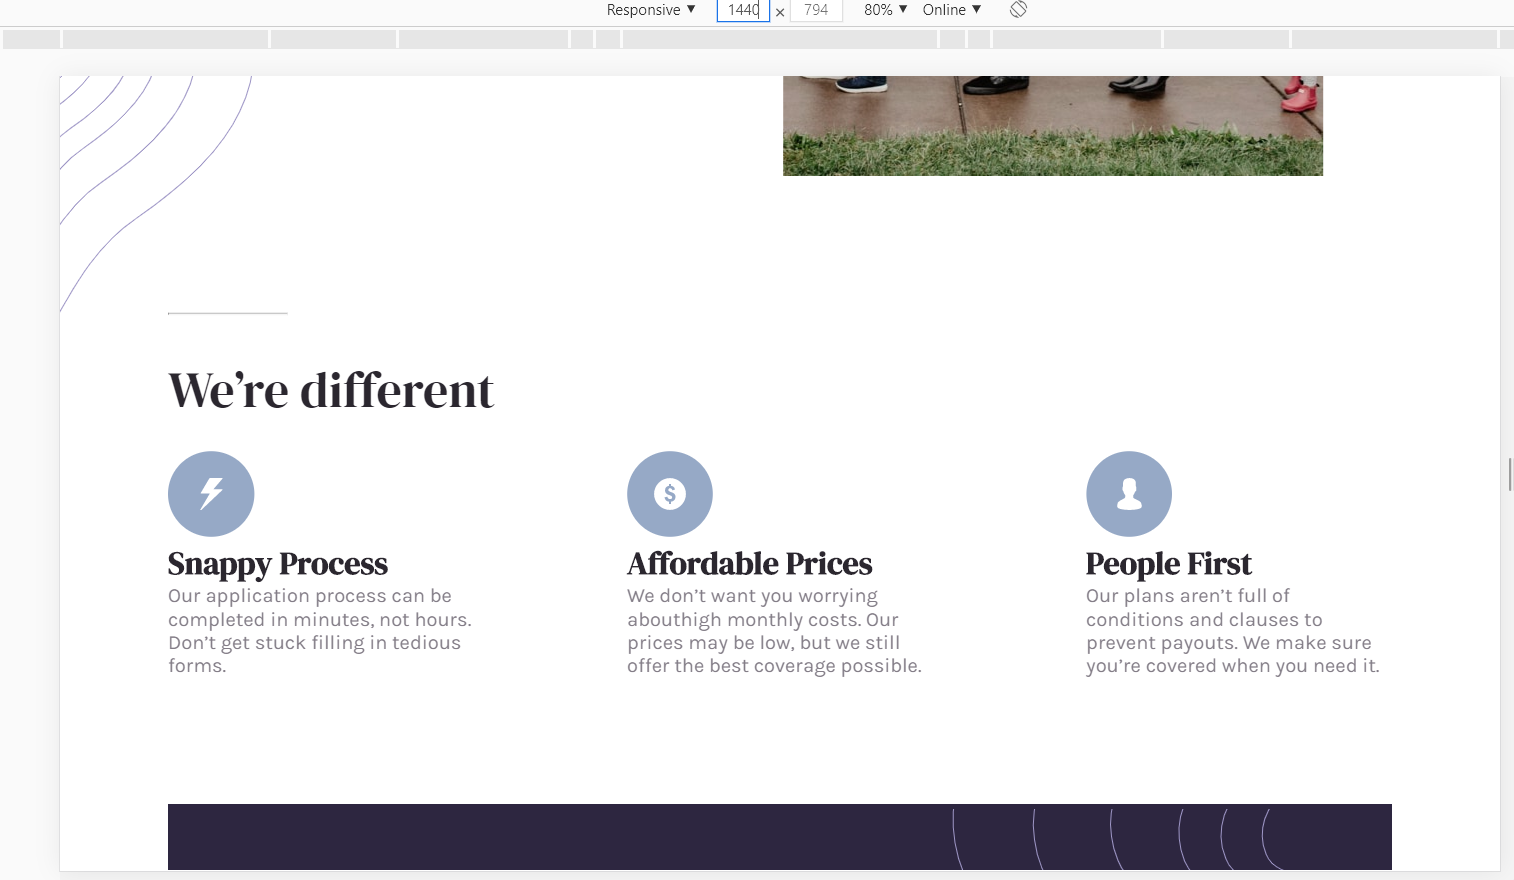 Responsive ▼ 1440 × 794 80% ▼ Online ▼
We’re different
$
Snappy Process
Our application process can be
completed in minutes, not hours.
Don’t get stuck filling in tedious
forms.
Affordable Prices
We don’t want you worrying
abouthigh monthly costs. Our
prices may be low, but we still
offer the best coverage possible.
People First
Our plans aren’t full of
conditions and clauses to
prevent payouts. We make sure
you’re covered when you need it.